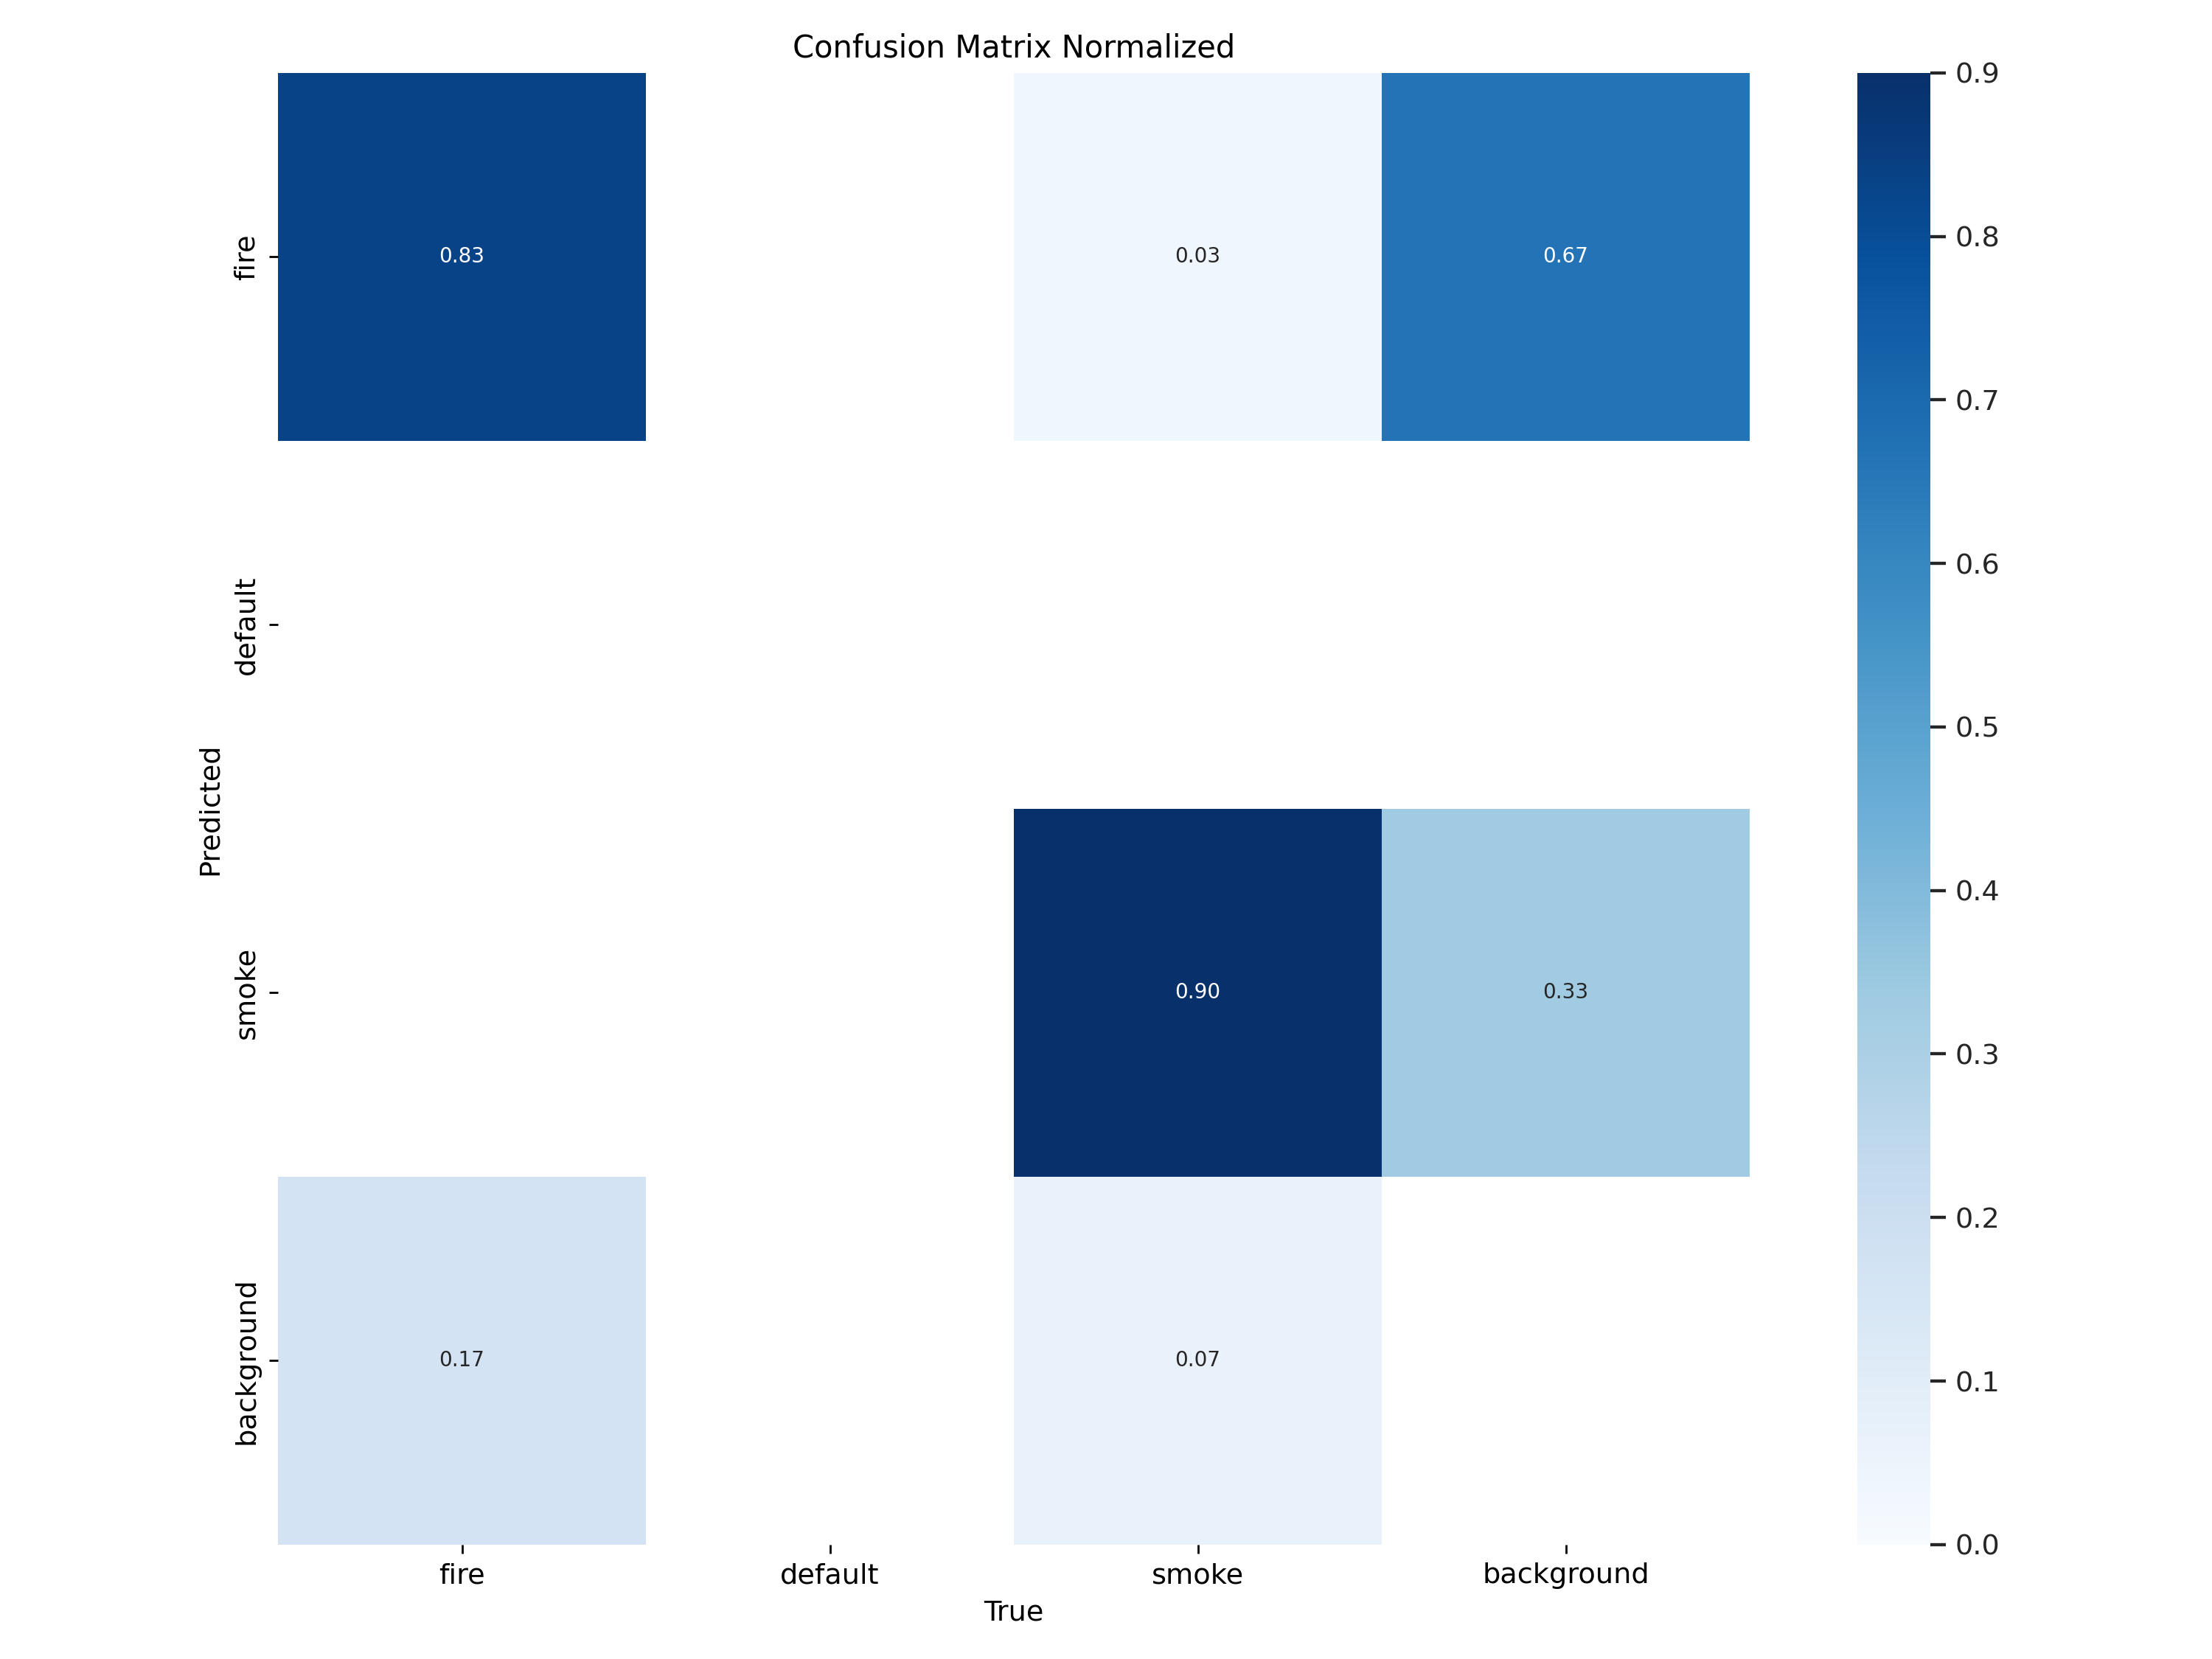 Confusion Matrix Normalized
fire
default
smoke
background
Predicted
0.83
0.03
0.67
0.90
0.33
0.17
0.07
fire
default
smoke
background
True
0.9
0.8
0.7
0.6
0.5
0.4
0.3
0.2
0.1
0.0